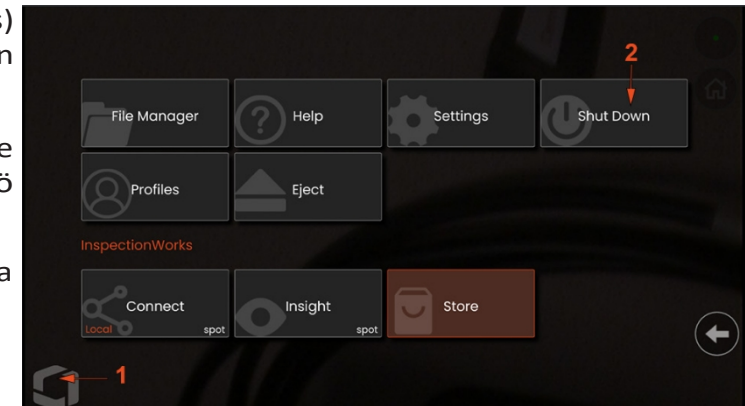 s)
n
2
File Manager
Help
Settings
Shut Down
e
ö
Profiles
Eject
InspectionWorks
a
Connect
Insight
Store
Local
spot
spot
1